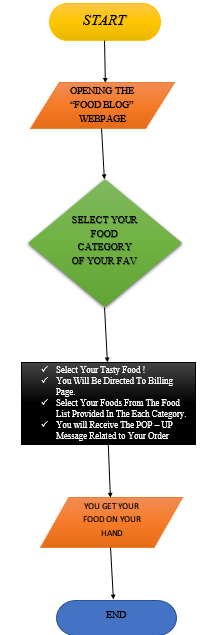 START
OPENING THE
“FOOD BLOG”
WEBPAGE
SELECT YOUR
FOOD
CATEGORY
OF YOUR FAV
✓ Select Your Tasty Food !
✓ You Will Be Directed To Billing
Page.
✓ Select Your Foods From The Food
List Provided In The Each Category.
✓ You will Receive The POP – UP
Message Related to Your Order
YOU GET YOUR
FOOD ON YOUR
HAND
END